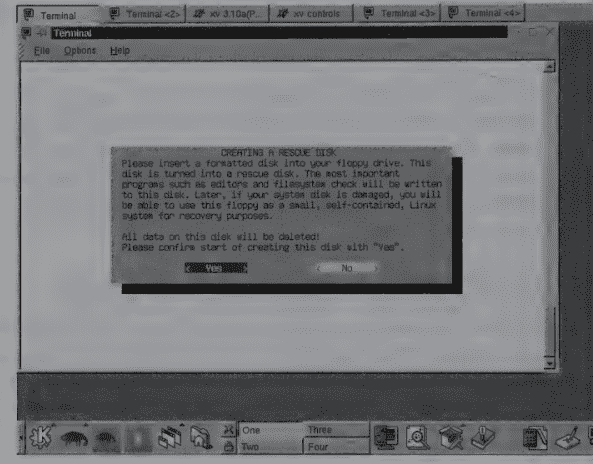 Terminal
Terminal <2>
xv 3.10a(P...
xv controls
Terminal <3>
Terminal <4>
Terminal
File Options Help
CREATING A RESCUE DISK
Please insert a formatted disk into your floppy drive. This
disk is turned into a rescue disk. The most important
programs such as editors and filesystem check will be written
to this disk. Later, if your system disk is damaged, you will
be able to use this floppy as a small, self-contained, Linux
system for recovery purposes.
All data on this disk will be deleted!
Please confirm start of creating this disk with "Yes".
< Yes > < No >
One Three
Two Four